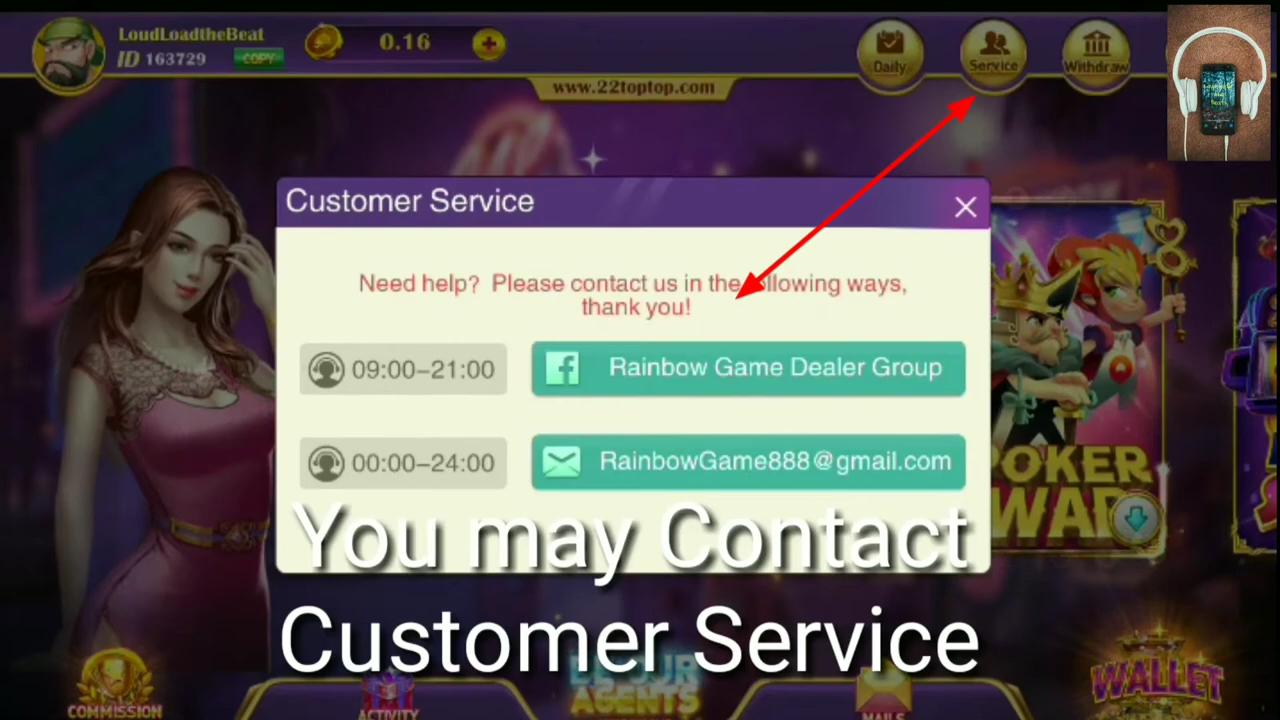 LoudLoadtheBeat
ID 163729
COPY
0.16
Daily
Service
Withdraw
www.22toptop.com
Customer Service
Need help? Please contact us in the following ways,
thank you!
09:00-21:00
Rainbow Game Dealer Group
00:00-24:00
RainbowGame888@gmail.com
POKER
WAR
You may Contact
Customer Service
COMMISSION
ACTIVITY
AGENTS
MAILS
WALLET